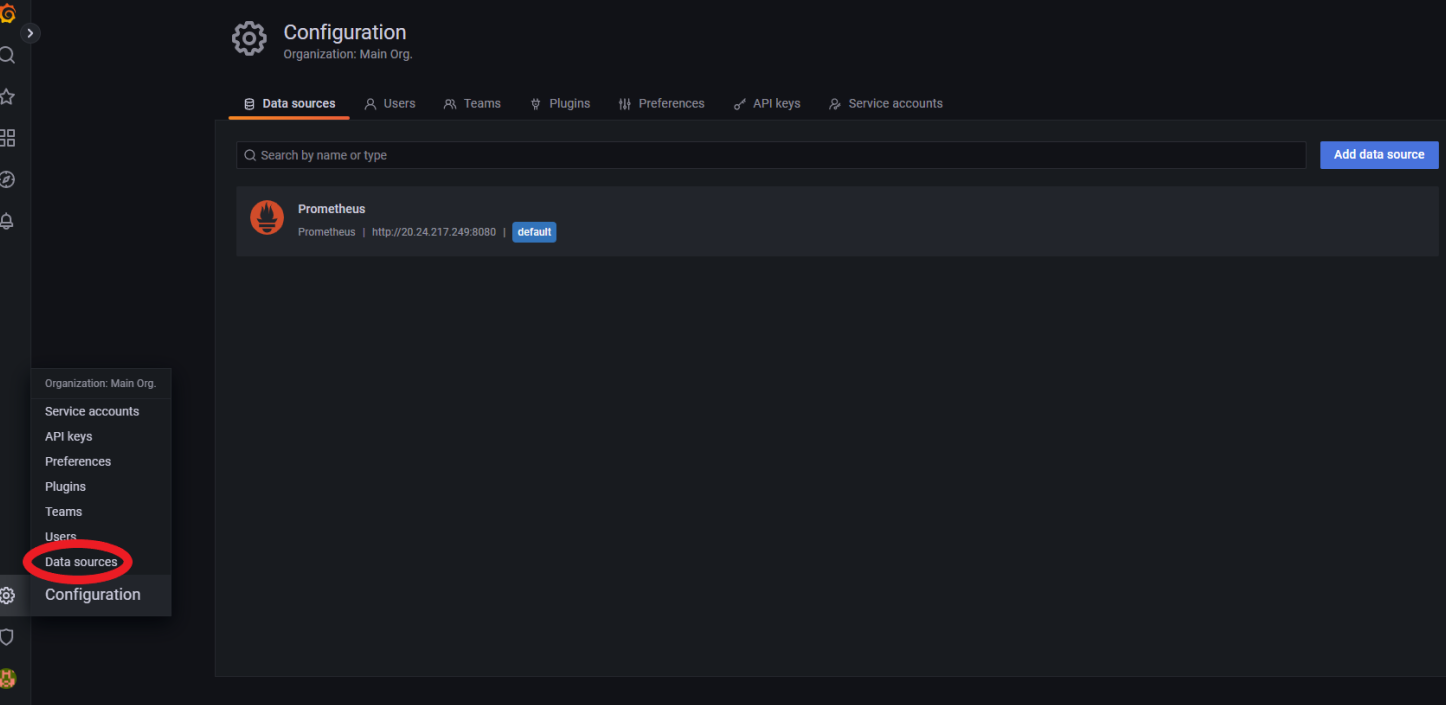 Configuration
Organization: Main Org.
Data sources Users Teams Plugins Preferences API keys Service accounts
Search by name or type
Add data source
Prometheus
Prometheus | http://20.24.217.249:8080 | default
Organization: Main Org.
Service accounts
API keys
Preferences
Plugins
Teams
Users
Data sources
Configuration